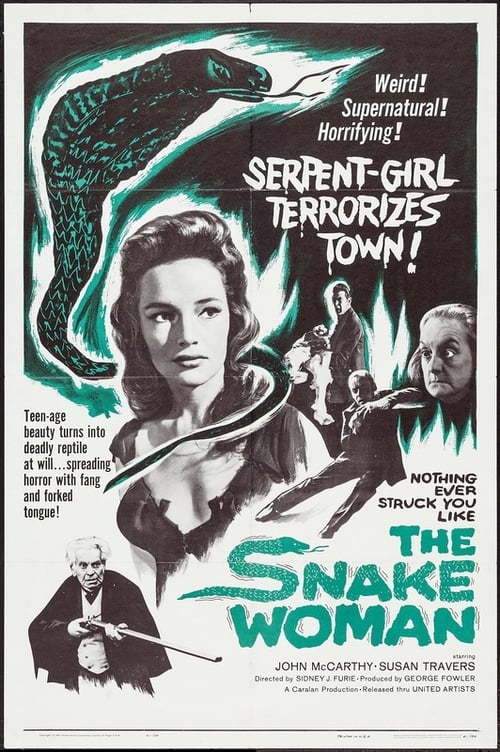 Weird!
Supernatural!
Horrifying!
SERPENT-GIRL
TERRORIZES
TOWN!
Teen-age
beauty turns into
deadly reptile
at will...spreading
horror with fang
and forked
tongue!
NOTHING
EVER
STRUCK YOU
LIKE
THE
SNAKE
WOMAN
starring
JOHN McCARTHY · SUSAN TRAVERS
Directed by SIDNEY J. FURIE · Produced by GEORGE FOWLER
A Caralan Production · Released thru UNITED ARTISTS